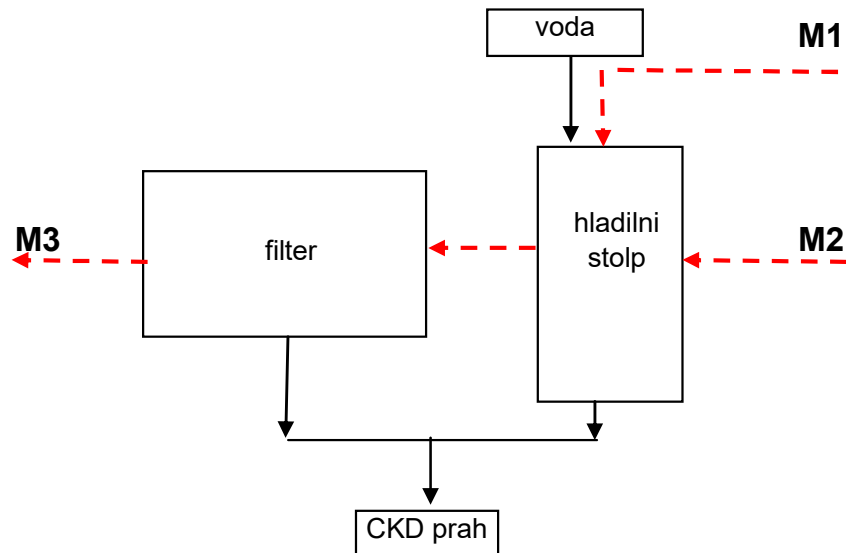 voda
M1
hladilni
stolp
filter
M3
M2
CKD prah